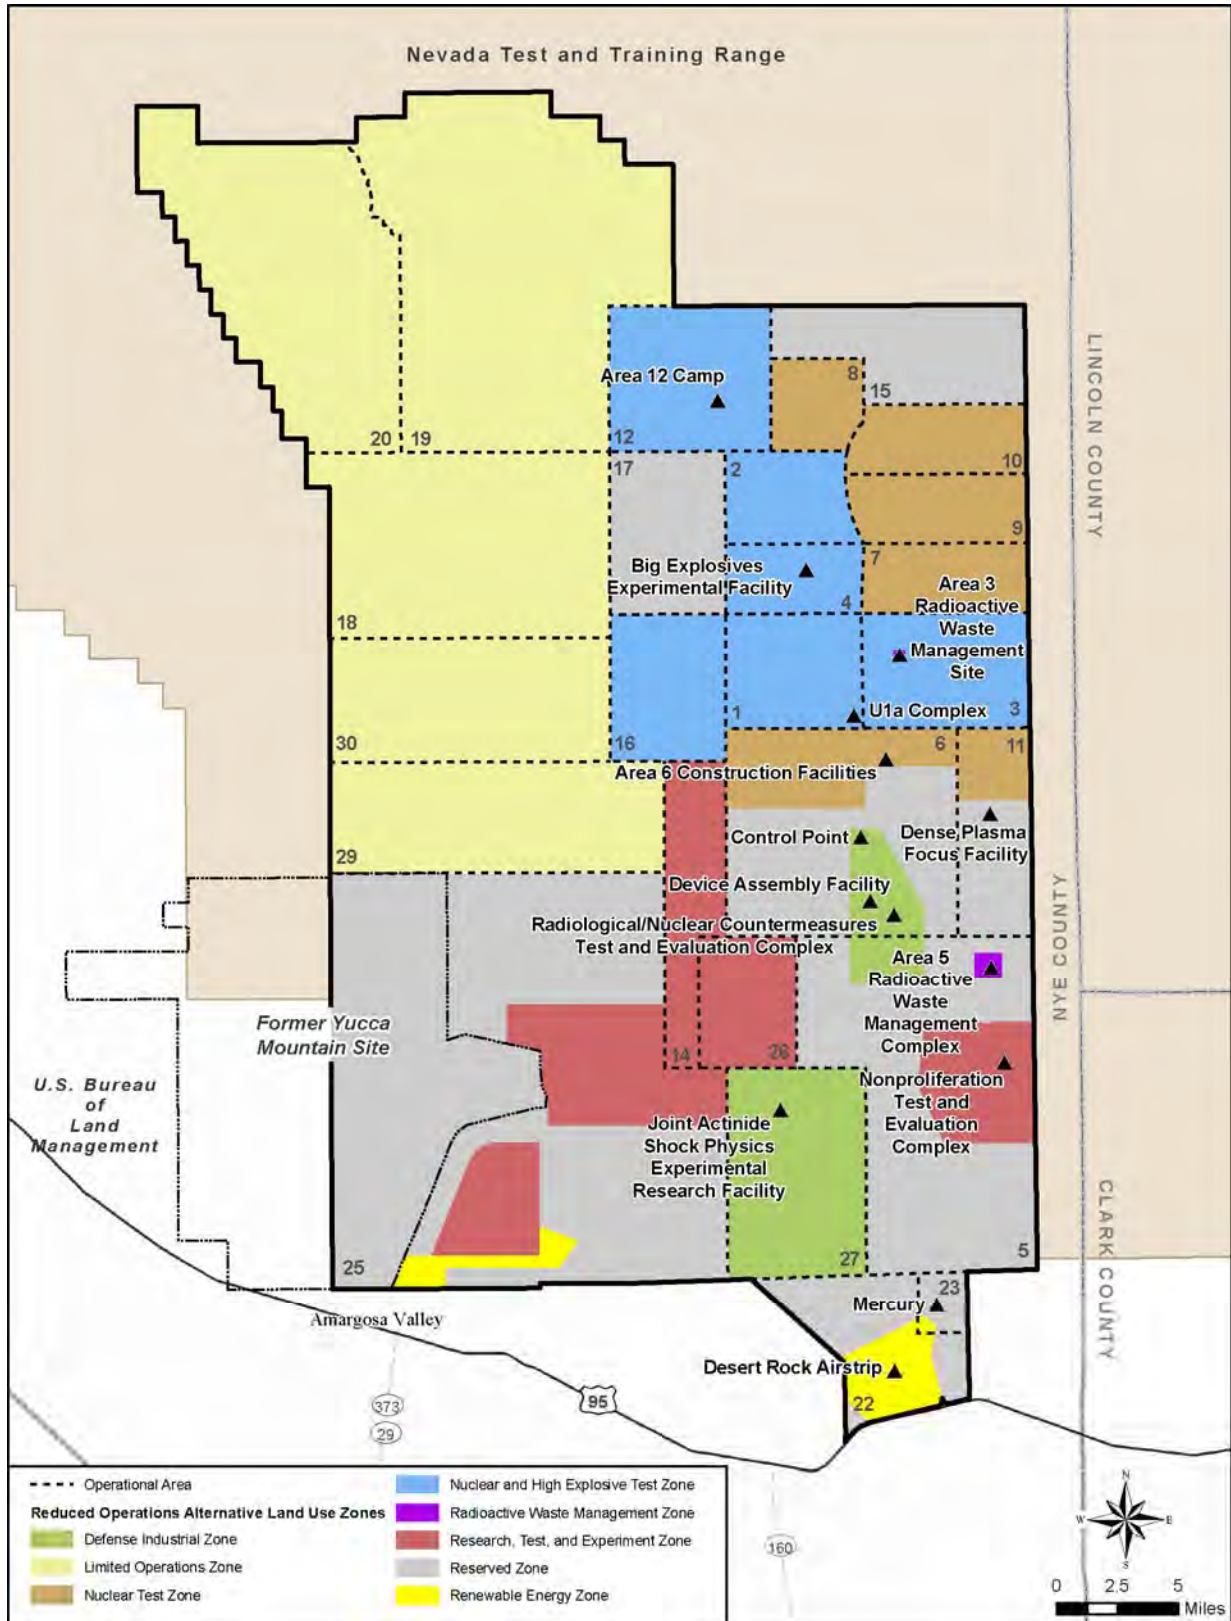 Nevada Test and Training Range
LINCOLN COUNTY
Area 12 Camp
8
15
20
19
12
10
17
2
9
7
Big Explosives
Experimental Facility
Area 3
Radioactive
Waste
Management
Site
4
18
U1a Complex
1
3
30
16
6
11
Area 6 Construction Facilities
Control Point
Dense Plasma
Focus Facility
29
Device Assembly Facility
NYE COUNTY
Radiological/Nuclear Countermeasures
Test and Evaluation Complex
Area 5
Radioactive
Waste
Management
Complex
Former Yucca
Mountain Site
14
26
U.S. Bureau
of
Land
Management
Nonproliferation
Test and
Evaluation
Complex
Joint Actinide
Shock Physics
Experimental
Research Facility
CLARK COUNTY
25
27
5
23
Mercury
Amargosa Valley
Desert Rock Airstrip
22
373
95
29
160
Operational Area
Reduced Operations Alternative Land Use Zones
Defense Industrial Zone
Limited Operations Zone
Nuclear Test Zone
Nuclear and High Explosive Test Zone
Radioactive Waste Management Zone
Research, Test, and Experiment Zone
Reserved Zone
Renewable Energy Zone
N
W
E
S
0 2.5 5
Miles